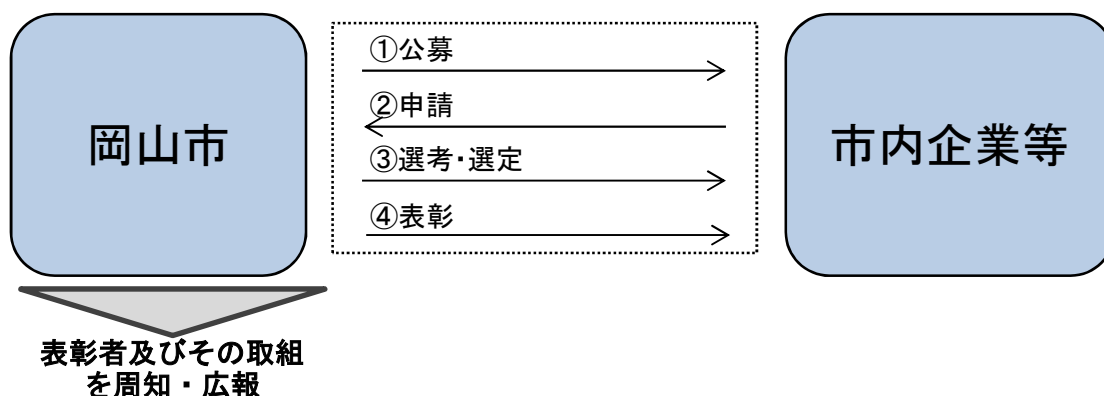 岡山市
①公募
②申請
③選考・選定
④表彰
市内企業等
表彰者及びその取組
を周知・広報